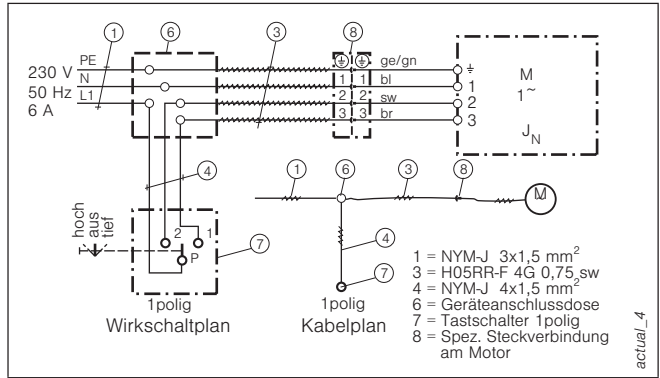 1 6 3 8
PE
230 V N
50 Hz L1
6 A
ge/gn
1 1 bl 1
2 2 sw 2
3 3 br 3
M
1~
JN
4
hoch
aus
tief
2 1
P
7
1polig
Wirkschaltplan
1 6 3 8
M
4
7
1polig
Kabelplan
1 = NYM-J 3x1,5 mm²
3 = H05RR-F 4G 0,75 sw
4 = NYM-J 4x1,5 mm²
6 = Geräteanschlussdose
7 = Tastschalter 1polig
8 = Spez. Steckverbindung
am Motor
actual_4